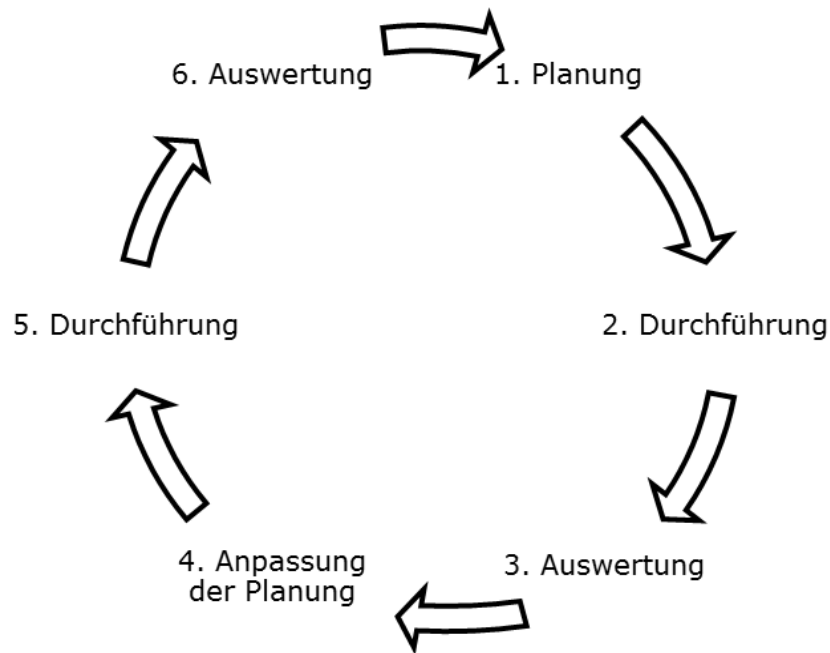 1. Planung
2. Durchführung
3. Auswertung
4. Anpassung
der Planung
5. Durchführung
6. Auswertung